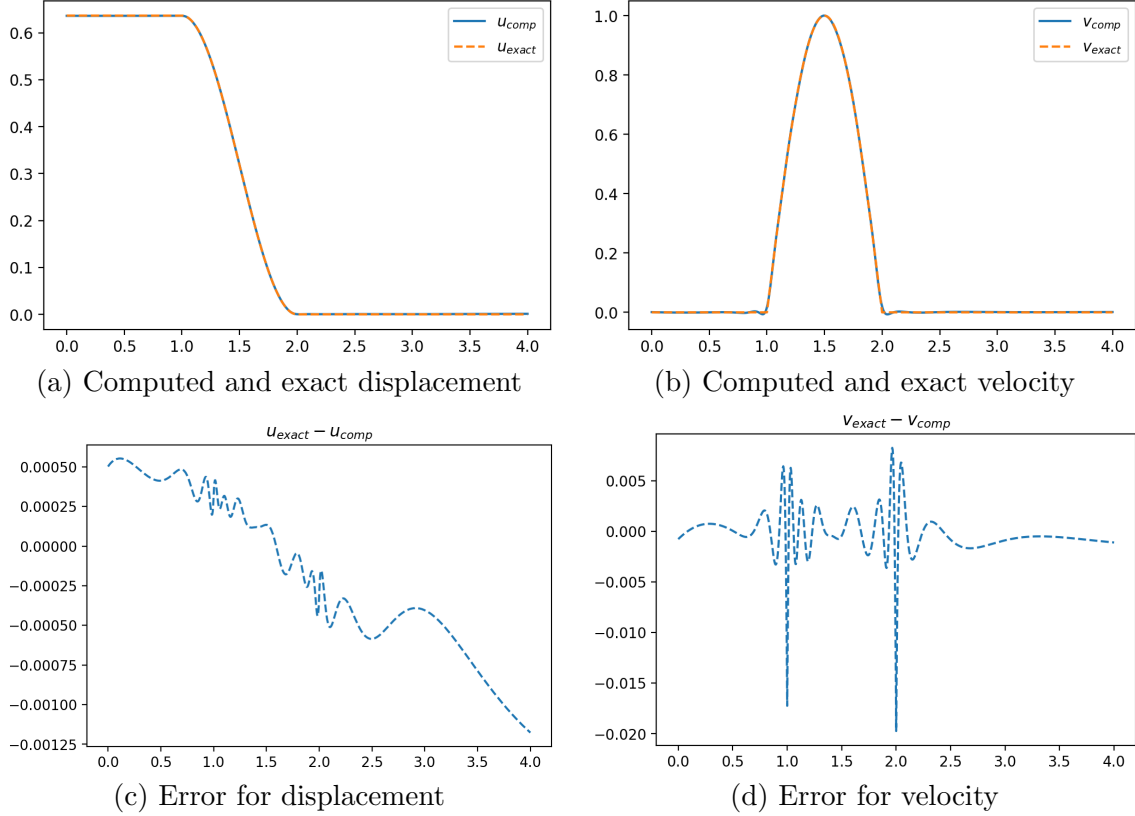 0.6
0.5
0.4
0.3
0.2
0.1
0.0
0.0 0.5 1.0 1.5 2.0 2.5 3.0 3.5 4.0
u_comp
u_exact
(a) Computed and exact displacement
1.0
0.8
0.6
0.4
0.2
0.0
0.0 0.5 1.0 1.5 2.0 2.5 3.0 3.5 4.0
v_comp
v_exact
(b) Computed and exact velocity
u_exact − u_comp
0.00050
0.00025
0.00000
−0.00025
−0.00050
−0.00075
−0.00100
−0.00125
0.0 0.5 1.0 1.5 2.0 2.5 3.0 3.5 4.0
(c) Error for displacement
v_exact − v_comp
0.005
0.000
−0.005
−0.010
−0.015
−0.020
0.0 0.5 1.0 1.5 2.0 2.5 3.0 3.5 4.0
(d) Error for velocity